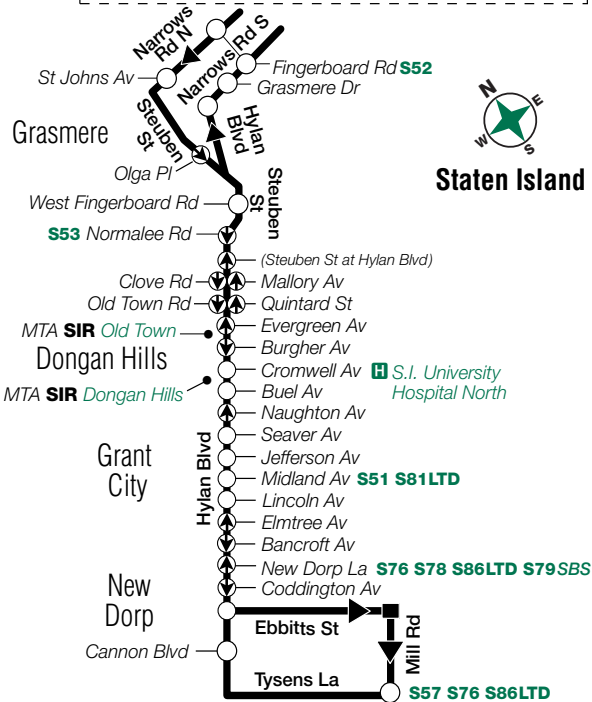 Narrows
Rd N
Narrows Rd S
St Johns Av
Fingerboard Rd S52
Grasmere Dr
Steuben
St
Hylan
Blvd
N
E
W
S
Staten Island
Grasmere
Olga Pl
West Fingerboard Rd
Steuben
St
S53 Normalee Rd
(Steuben St at Hylan Blvd)
Clove Rd
Mallory Av
Old Town Rd
Quintard St
MTA SIR Old Town
Evergreen Av
Burgher Av
Dongan Hills
Cromwell Av H S.I. University
Hospital North
MTA SIR Dongan Hills
Buel Av
Naughton Av
Seaver Av
Grant
City
Hylan Blvd
Jefferson Av
Midland Av S51 S81LTD
Lincoln Av
Elmtree Av
Bancroft Av
New Dorp La S76 S78 S86LTD S79SBS
Coddington Av
New
Dorp
Ebbitts St
Mill Rd
Cannon Blvd
Tysens La
S57 S76 S86LTD